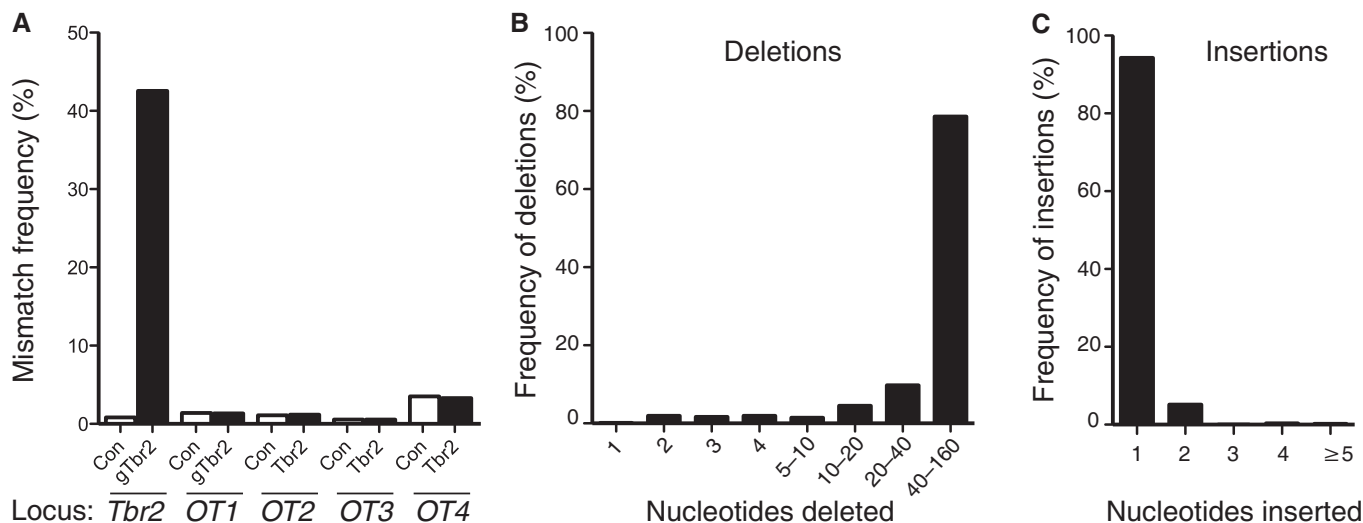 A
Mismatch frequency (%)
50
40
30
20
10
0
Con gTbr2 Con gTbr2 Con Tbr2 Con Tbr2 Con Tbr2
Locus: Tbr2 OT1 OT2 OT3 OT4
B
Deletions
Frequency of deletions (%)
100
80
60
40
20
0
1 2 3 4 5–10 10–20 20–40 40–160
Nucleotides deleted
C
Insertions
Frequency of insertions (%)
100
80
60
40
20
0
1 2 3 4 ≥5
Nucleotides inserted